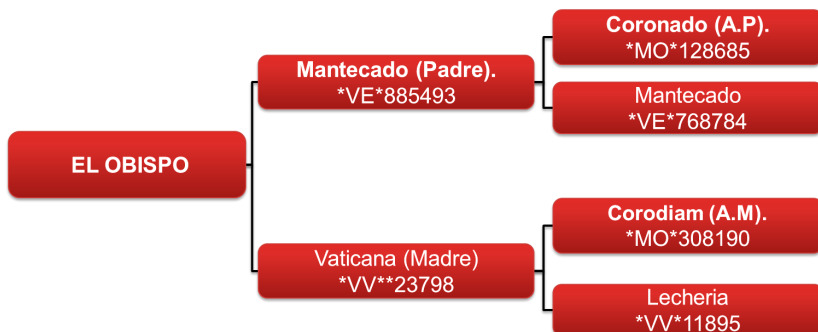 Coronado (A.P).
*MO*128685
Mantecado (Padre).
*VE*885493
Mantecado
*VE*768784
EL OBISPO
Corodiam (A.M).
*MO*308190
Vaticana (Madre)
*VV**23798
Lecheria
*VV*11895